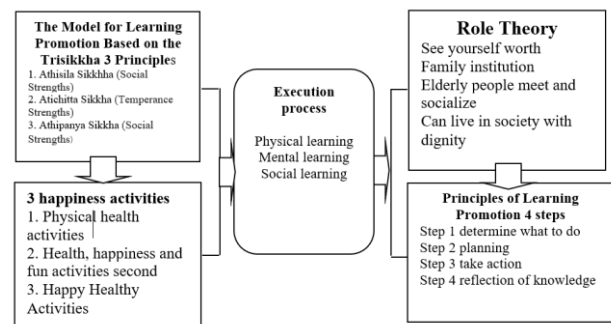 The Model for Learning
Promotion Based on the
Trisikkha 3 Principles
1. Athisila Sikkhha (Social
Strengths)
2. Atichitta Sikkha (Temperance
Strengths)
3. Athipanya Sikkha (Social
Strengths)
3 happiness activities
1. Physical health
activities
2. Health, happiness and
fun activities second
3. Happy Healthy
Activities
Execution
process
Physical learning
Mental learning
Social learning
Role Theory
See yourself worth
Family institution
Elderly people meet and
socialize
Can live in society with
dignity
Principles of Learning
Promotion 4 steps
Step 1 determine what to do
Step 2 planning
Step 3 take action
Step 4 reflection of knowledge